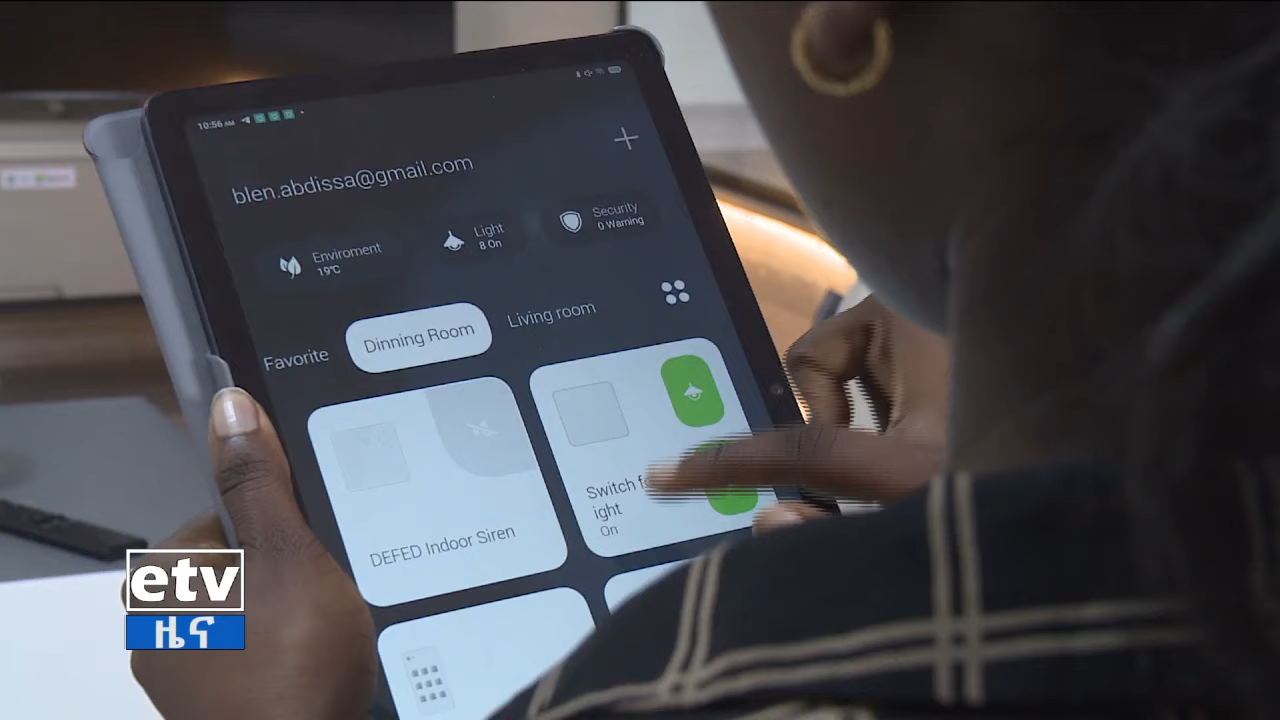 10:56 AM
blen.abdissa@gmail.com
Enviroment
19°C
Light
8 On
Security
0 Warning
Favorite
Dinning Room
Living room
DEFED Indoor Siren
Switch
ight
On
etv
ዜና